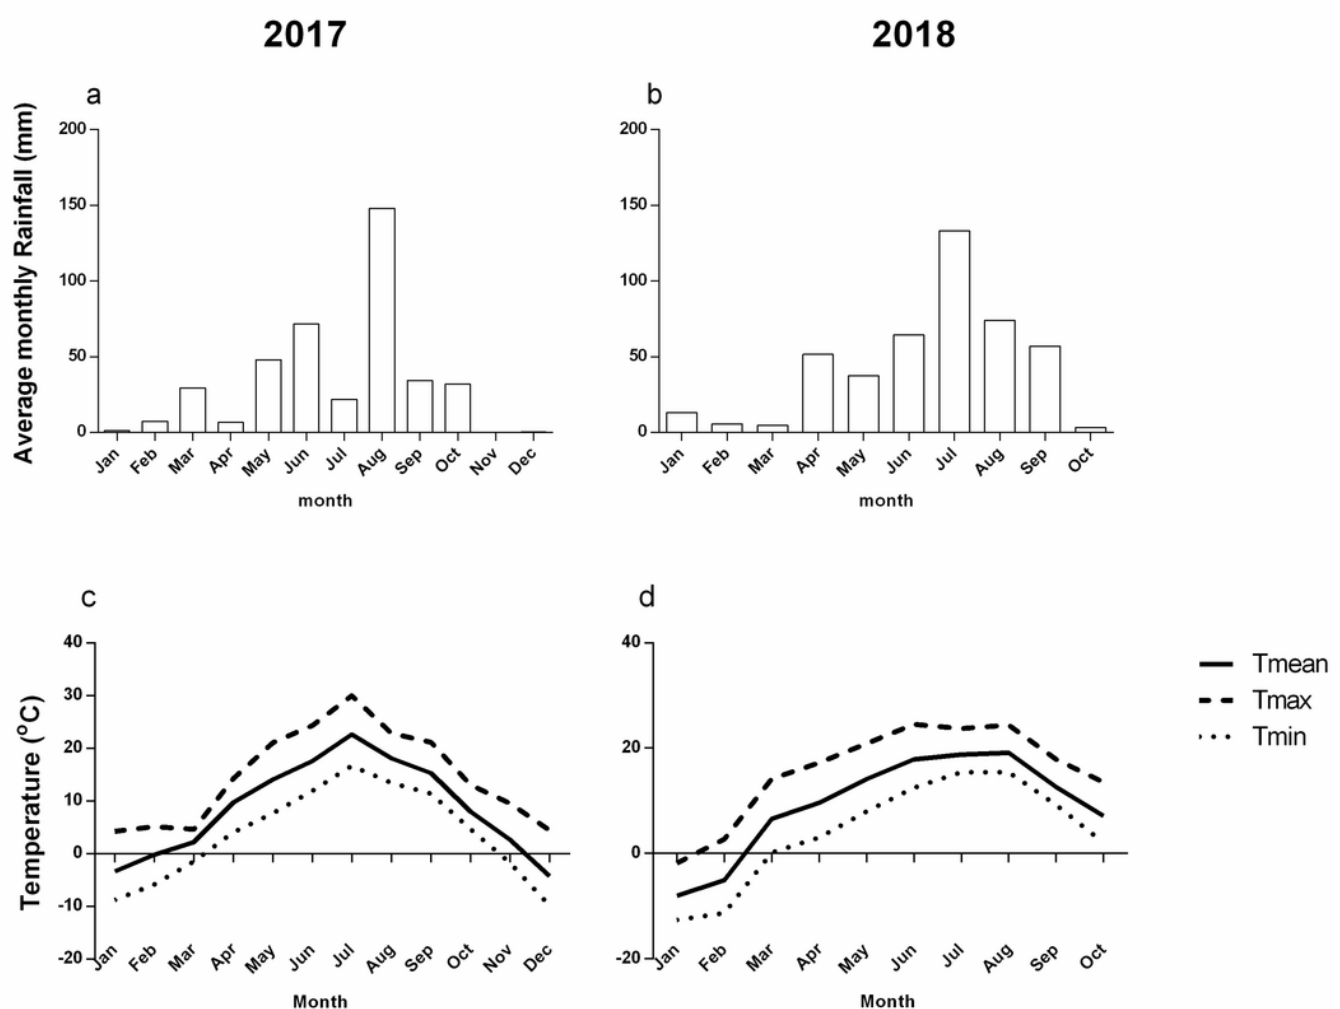 2017
2018
a
b
Average monthly Rainfall (mm)
200
150
100
50
0
Jan Feb Mar Apr May Jun Jul Aug Sep Oct Nov Dec
month
200
150
100
50
0
Jan Feb Mar Apr May Jun Jul Aug Sep Oct
month
c
d
Temperature (°C)
40
30
20
10
0
-10
-20
Jan Feb Mar Apr May Jun Jul Aug Sep Oct Nov Dec
Month
40
20
0
-20
Jan Feb Mar Apr May Jun Jul Aug Sep Oct
Month
Tmean
Tmax
Tmin